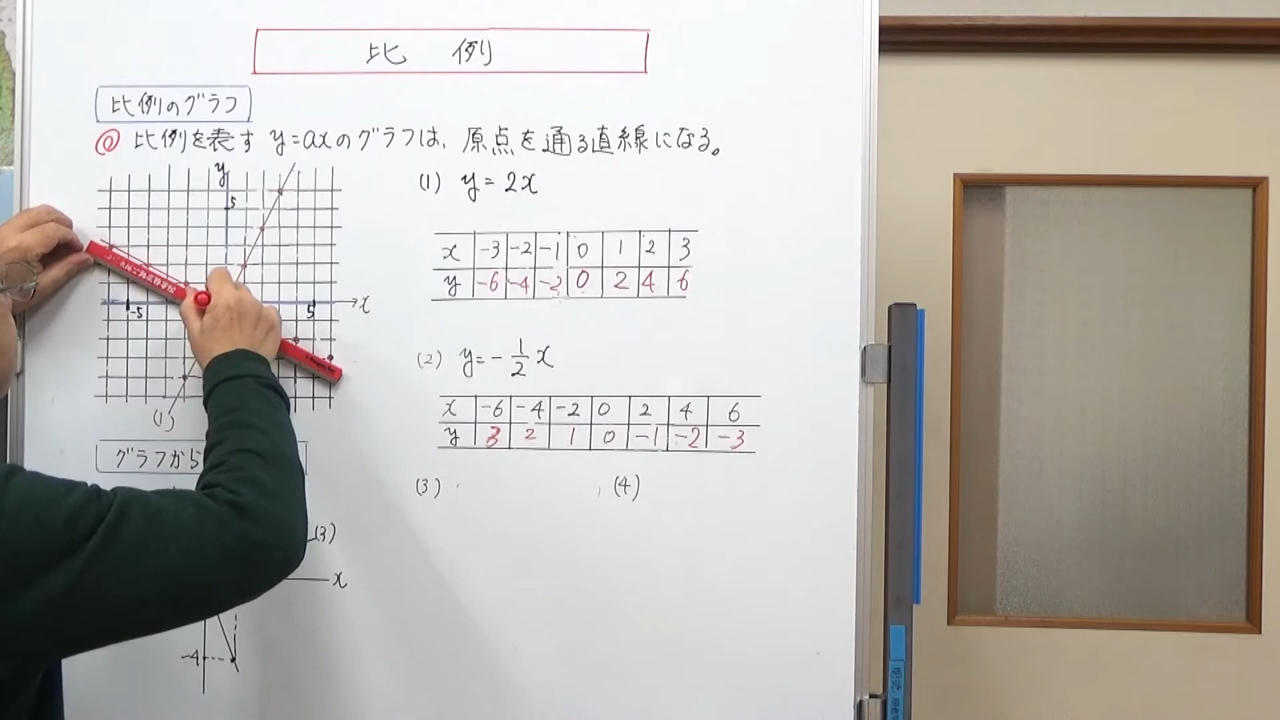 比例
比例のグラフ
◎ 比例を表す y=axのグラフは、原点を通る直線になる。
y
5
-5
5
x
(1)
(1) y=2x
x -3 -2 -1 0 1 2 3
y -6 -4 -2 0 2 4 6
(2) y=-1/2x
x -6 -4 -2 0 2 4 6
y 3 2 1 0 -1 -2 -3
(3)
(4)
グラフから
(3)
x
-4